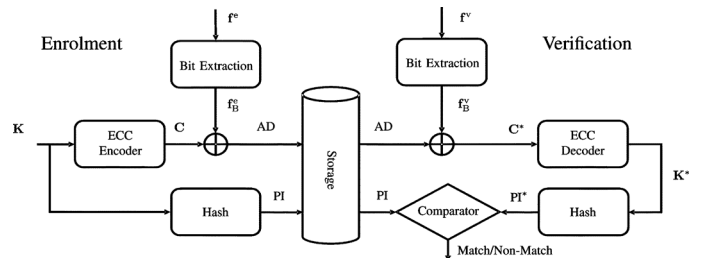 f^e
f^v
Enrolment
Verification
Bit Extraction
Bit Extraction
f_B^e
f_B^v
K
ECC
Encoder
C
AD
Storage
AD
C*
ECC
Decoder
K*
Hash
PI
PI
Comparator
PI*
Hash
Match/Non-Match